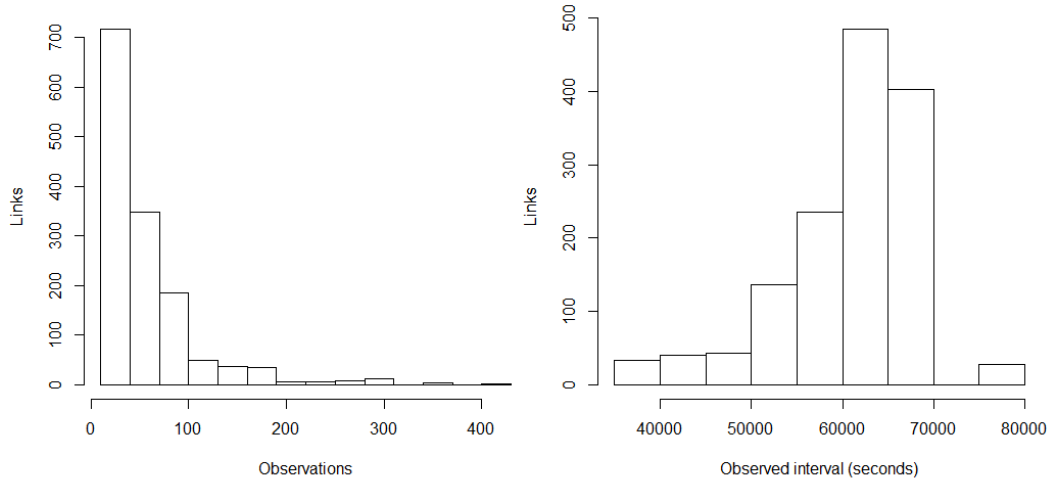 Links
0 100 200 300 400 500 600 700
0 100 200 300 400
Observations
Links
0 100 200 300 400 500
40000 50000 60000 70000 80000
Observed interval (seconds)